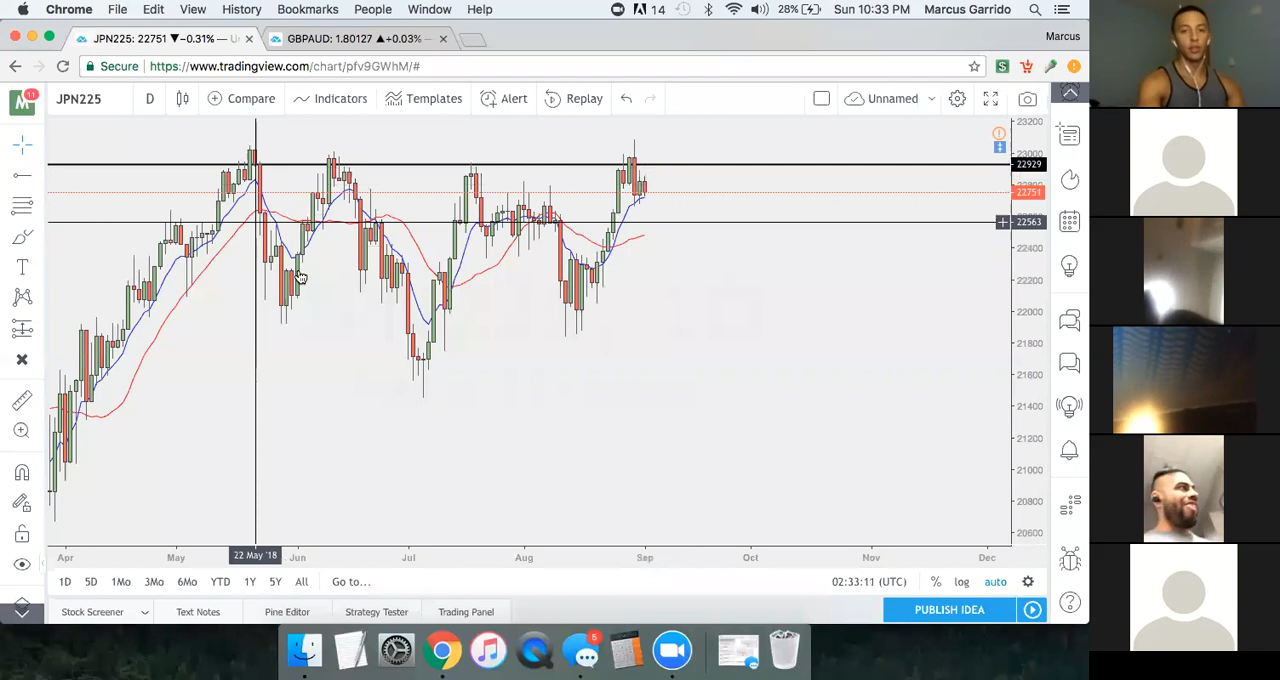 Chrome File Edit View History Bookmarks People Window Help 14 28% Sun 10:33 PM Marcus Garrido
JPN225: 22751 ▼−0.31% — U GBPAUD: 1.80127 ▲+0.03% — Marcus
Secure https://www.tradingview.com/chart/pfv9GWhM/#
M 11 JPN225 D Compare Indicators Templates Alert Replay Unnamed
23200
23000
22929
22751
22563
22400
22200
22000
21800
21600
21400
21200
21000
20800
20600
Apr May 22 May '18 Jun Jul Aug Sep Oct Nov Dec
1D 5D 1Mo 3Mo 6Mo YTD 1Y 5Y All Go to... 02:33:11 (UTC) % log auto
Stock Screener Text Notes Pine Editor Strategy Tester Trading Panel PUBLISH IDEA
5